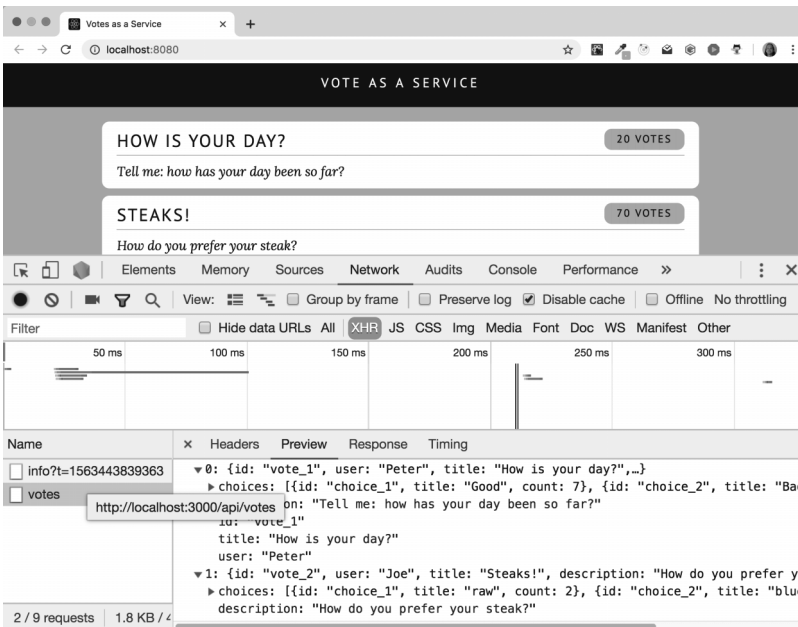 Votes as a Service
localhost:8080
VOTE AS A SERVICE
HOW IS YOUR DAY?
20 VOTES
Tell me: how has your day been so far?
STEAKS!
70 VOTES
How do you prefer your steak?
Elements Memory Sources Network Audits Console Performance »
View: Group by frame Preserve log Disable cache Offline No throttling
Filter Hide data URLs All XHR JS CSS Img Media Font Doc WS Manifest Other
50 ms 100 ms 150 ms 200 ms 250 ms 300 ms
Name × Headers Preview Response Timing
info?t=1563443839363
votes
http://localhost:3000/api/votes
▼0: {id: "vote_1", user: "Peter", title: "How is your day?",…}
▶choices: [{id: "choice_1", title: "Good", count: 7}, {id: "choice_2", title: "Ba
on: "Tell me: how has your day been so far?"
id: "vote_1"
title: "How is your day?"
user: "Peter"
▼1: {id: "vote_2", user: "Joe", title: "Steaks!", description: "How do you prefer y
▶choices: [{id: "choice_1", title: "raw", count: 2}, {id: "choice_2", title: "blu
description: "How do you prefer your steak?"
2 / 9 requests 1.8 KB /